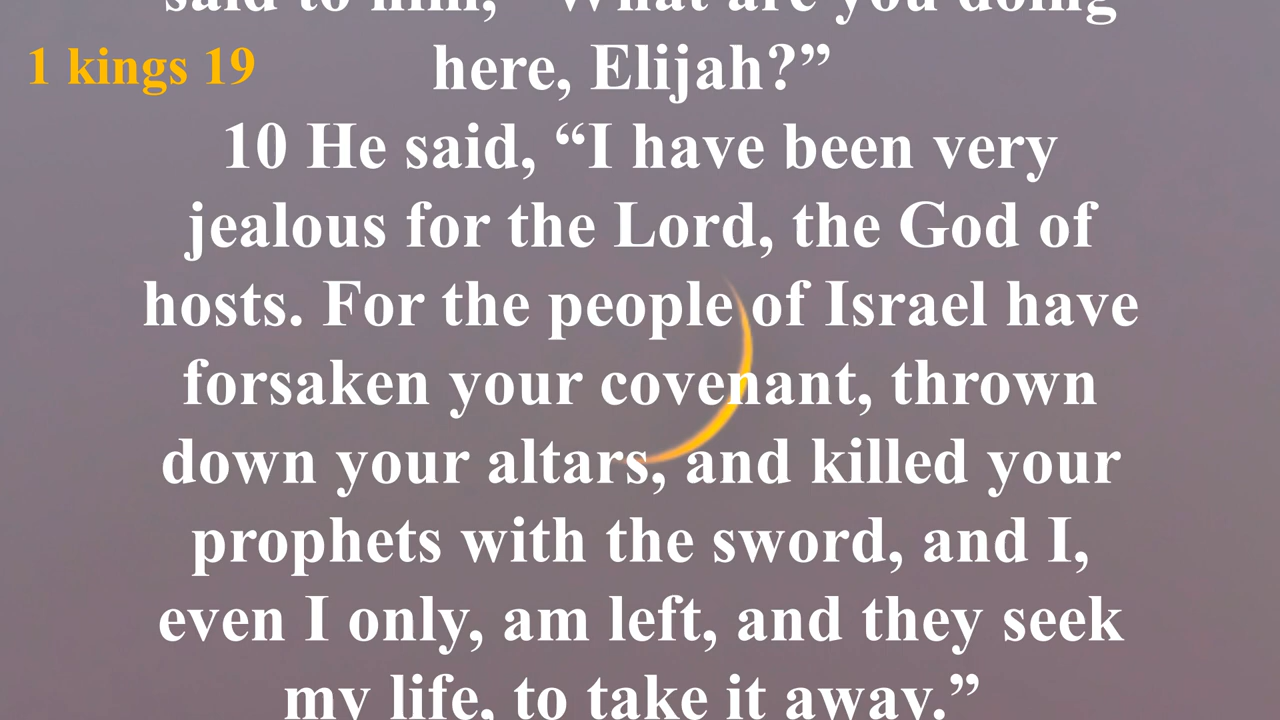 said to him, “What are you doing
1 kings 19
here, Elijah?”
10 He said, “I have been very
jealous for the Lord, the God of
hosts. For the people of Israel have
forsaken your covenant, thrown
down your altars, and killed your
prophets with the sword, and I,
even I only, am left, and they seek
my life, to take it away.”